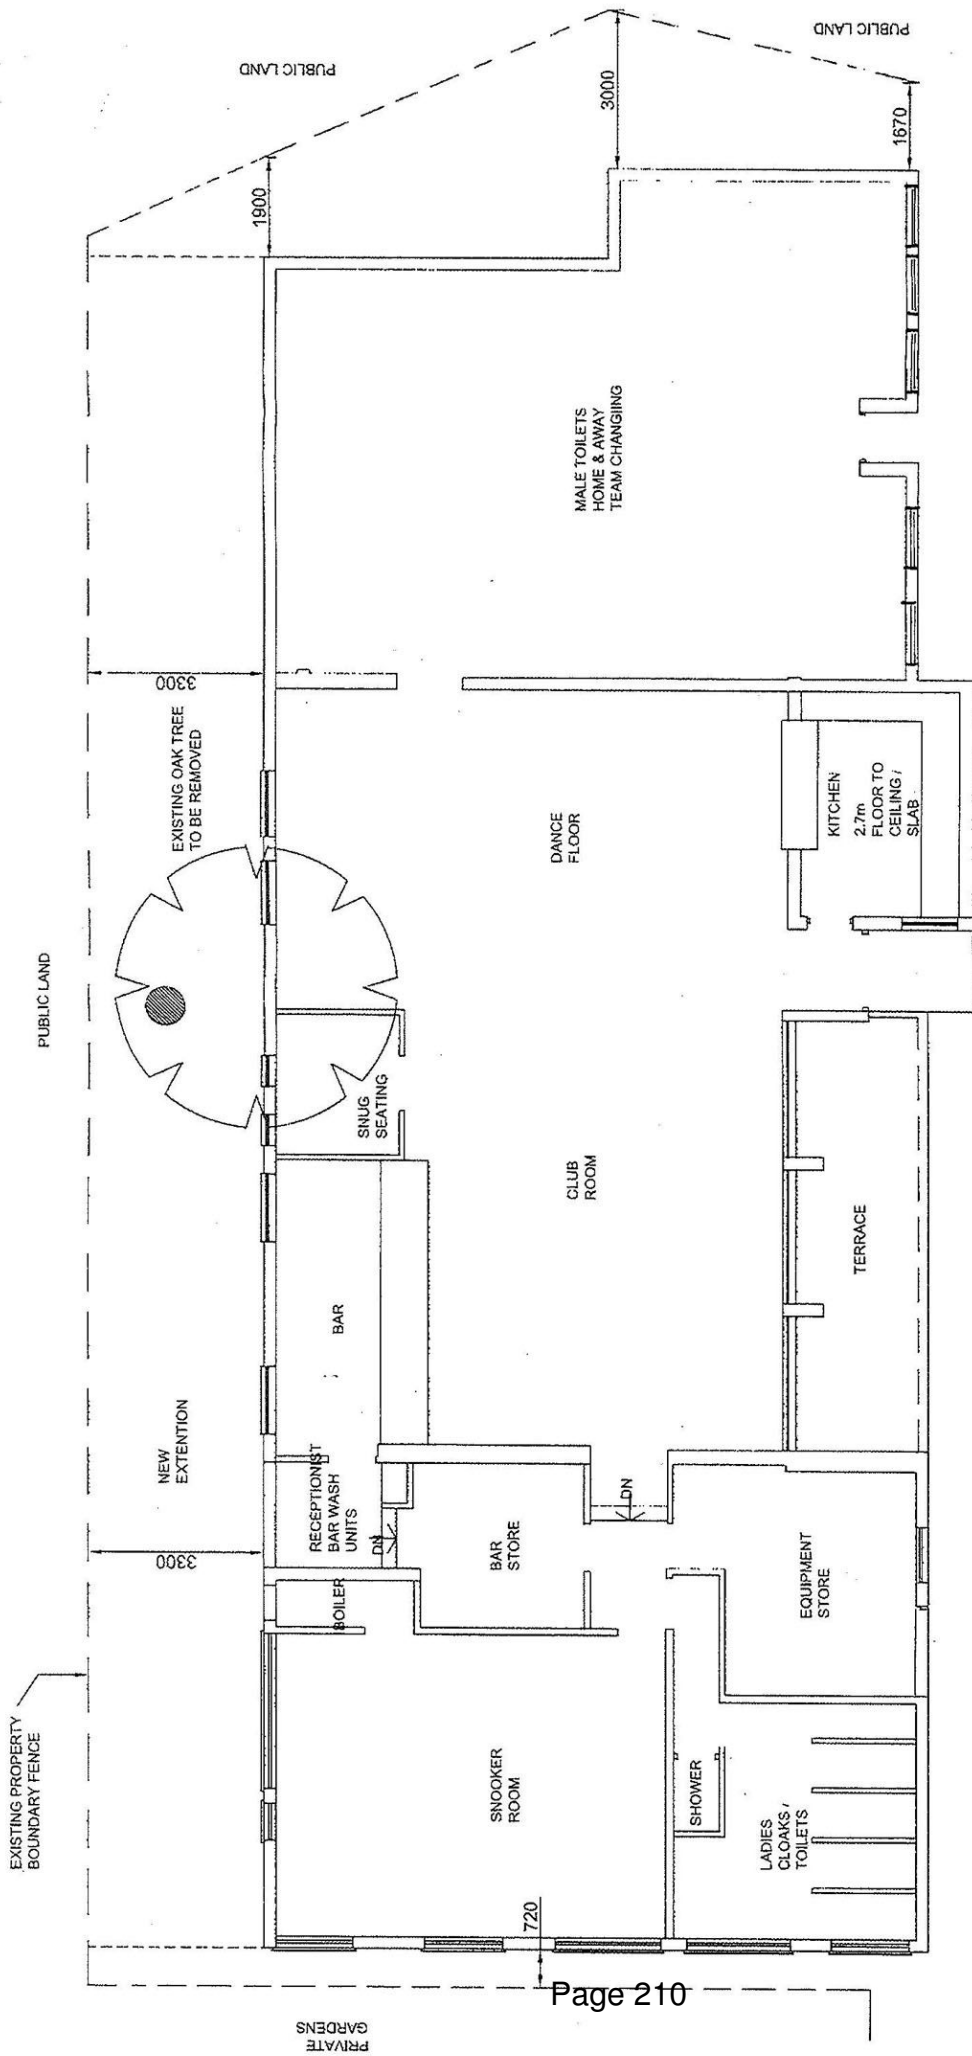 EXISTING PROPERTY
BOUNDARY FENCE
PUBLIC LAND
PUBLIC LAND
PUBLIC LAND
PRIVATE
GARDENS
NEW
EXTENTION
EXISTING OAK TREE
TO BE REMOVED
3300
3300
1900
3000
1670
720
SNOOKER
ROOM
BOILER
RECEPTIONIST
BAR WASH
UNITS
DN
BAR
SNUG
SEATING
BAR
STORE
DN
CLUB
ROOM
DANCE
FLOOR
MALE TOILETS
HOME & AWAY
TEAM CHANGIING
SHOWER
LADIES
CLOAKS /
TOILETS
EQUIPMENT
STORE
TERRACE
KITCHEN
2.7m
FLOOR TO
CEILING /
SLAB
Page 210